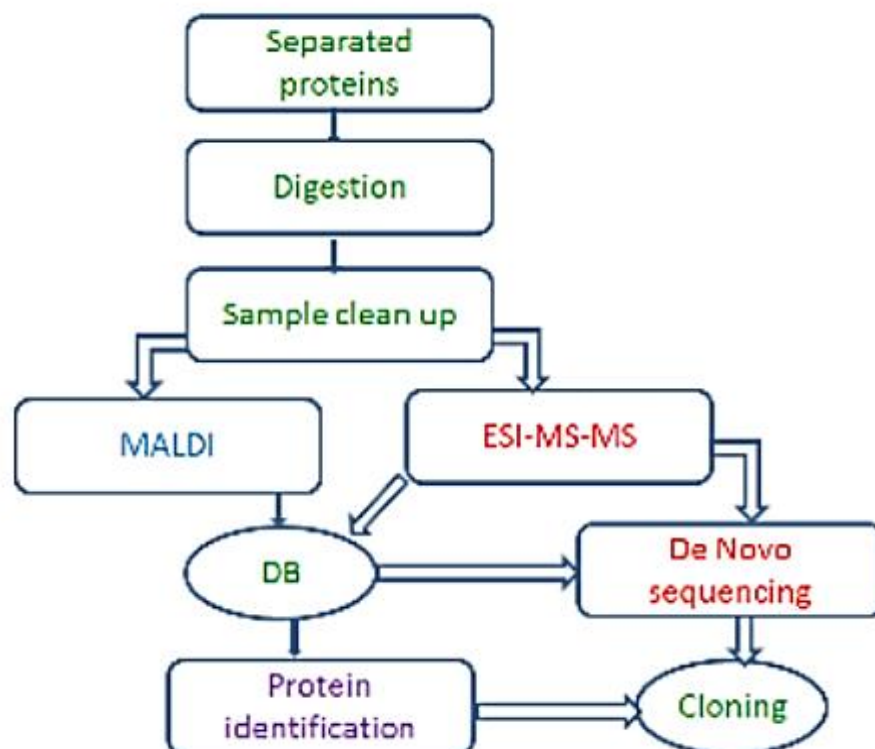 Separated
proteins
Digestion
Sample clean up
MALDI
ESI-MS-MS
DB
De Novo
sequencing
Protein
identification
Cloning